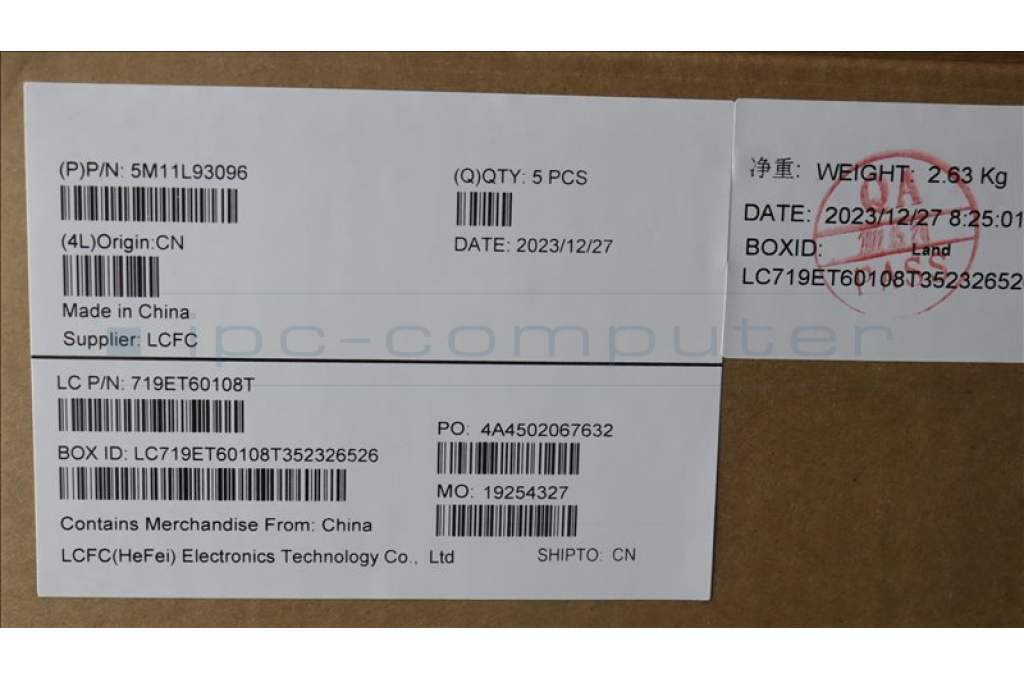 (P)P/N: 5M11L93096
(Q)QTY: 5 PCS
(4L)Origin:CN
DATE: 2023/12/27
Made in China
Supplier: LCFC
LC P/N: 719ET60108T
PO: 4A4502067632
BOX ID: LC719ET60108T352326526
MO: 19254327
Contains Merchandise From: China
LCFC(HeFei) Electronics Technology Co., Ltd
SHIPTO: CN
净重: WEIGHT: 2.63 Kg
DATE: 2023/12/27 8:25:01
BOXID: Land
LC719ET60108T35232652
QA
PASS
ipc-computer